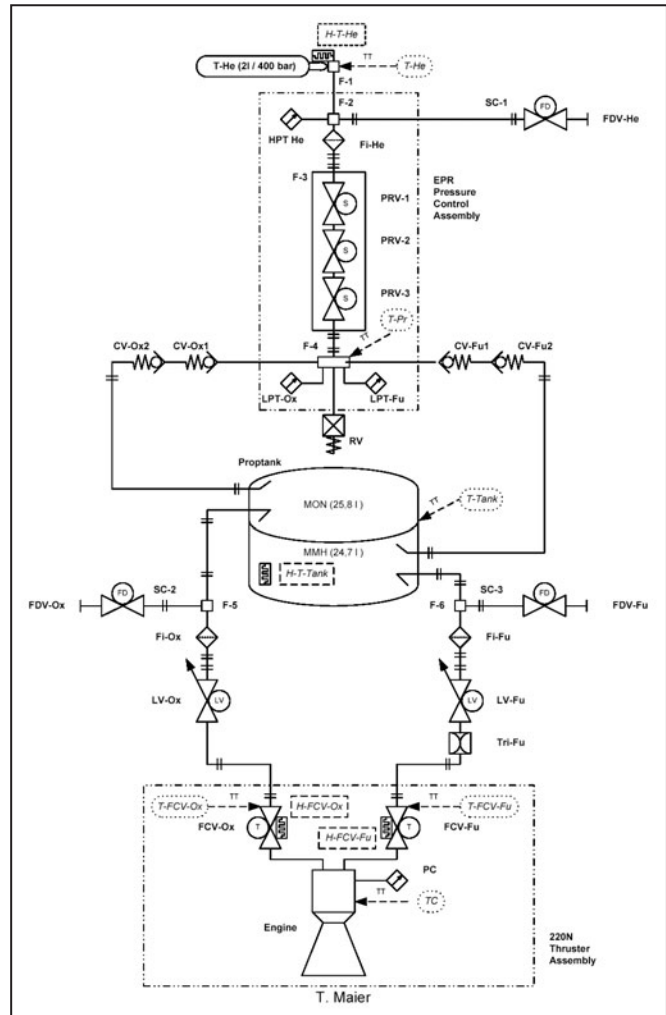 H-T-He
T-He (2l / 400 bar)
TT
T-He
F-1
F-2
SC-1
FD
FDV-He
HPT He
Fi-He
F-3
EPR
Pressure
Control
Assembly
PRV-1
S
PRV-2
S
PRV-3
S
F-4
TT
T-Pr
CV-Ox2
CV-Ox1
CV-Fu1
CV-Fu2
LPT-Ox
LPT-Fu
RV
Proptank
MON (25,8 l)
TT
T-Tank
MMH (24,7 l)
H-T-Tank
FDV-Ox
FD
SC-2
F-5
F-6
SC-3
FD
FDV-Fu
Fi-Ox
Fi-Fu
LV-Ox
LV
LV
LV-Fu
Tri-Fu
T-FCV-Ox
TT
H-FCV-Ox
TT
T-FCV-Fu
FCV-Ox
T
H-FCV-Fu
T
FCV-Fu
PC
TT
TC
Engine
220N
Thruster
Assembly
T. Maier